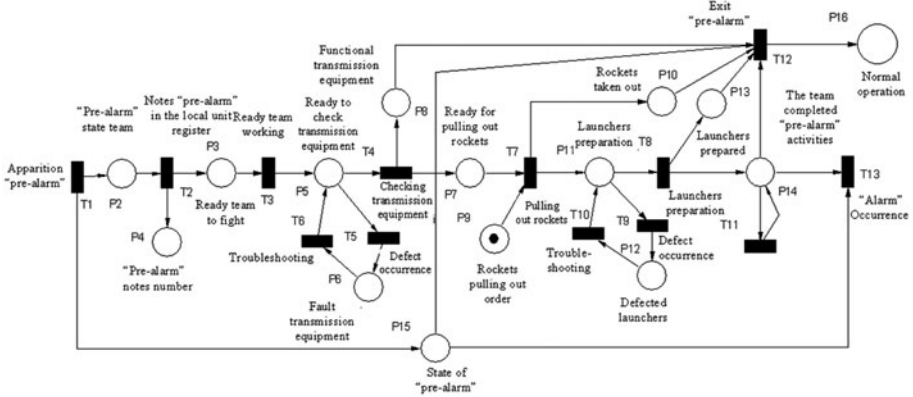 Exit
“pre-alarm”
P16
T12
Normal
operation
Functional
transmission
equipment
P8
Rockets
taken out
P10
P13
Launchers
prepared
The team
completed
“pre-alarm”
activities
“Pre-alarm”
state team
Notes “pre-alarm”
in the local unit
register
P3
Ready team
working
Ready to
check
transmission
equipment
T4
Ready for
pulling out
rockets
T7
P11
Launchers
preparation
T8
Apparition
“pre-alarm”
T1
P2
T2
Ready team
to fight
T3
P5
Checking
transmission
equipment
P7
Pulling out
rockets
Launchers
preparation
P14
T13
“Alarm”
Occurrence
P4
“Pre-alarm”
notes number
T6
T5
Troubleshooting
Defect
occurrence
P6
Fault
transmission
equipment
P9
Rockets
pulling out
order
T10
T9
Trouble-
shooting
P12
Defect
occurrence
Defected
launchers
T11
P15
State of
“pre-alarm”